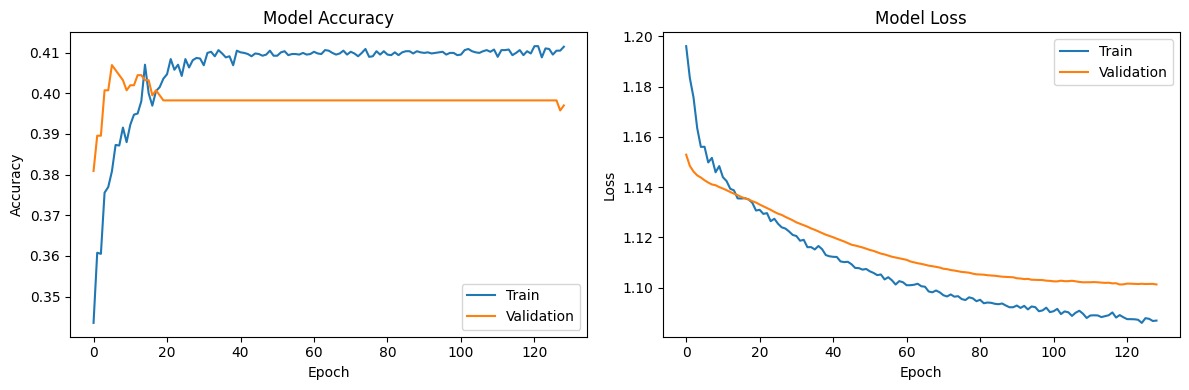 Model Accuracy
Accuracy
0.41
0.40
0.39
0.38
0.37
0.36
0.35
0 20 40 60 80 100 120
Epoch
Train
Validation
Model Loss
Loss
1.20
1.18
1.16
1.14
1.12
1.10
0 20 40 60 80 100 120
Epoch
Train
Validation